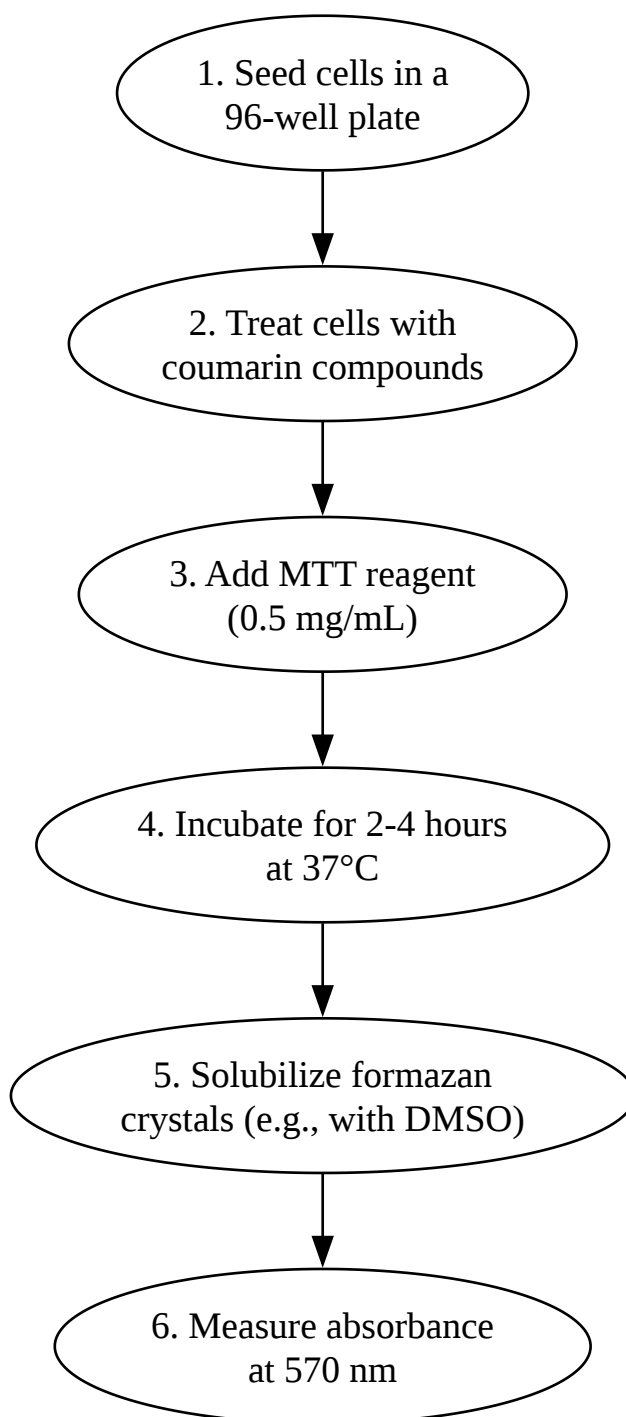 1. Seed cells in a
96-well plate
2. Treat cells with
coumarin compounds
3. Add MTT reagent
(0.5 mg/mL)
4. Incubate for 2-4 hours
at 37°C
5. Solubilize formazan
crystals (e.g., with DMSO)
6. Measure absorbance
at 570 nm